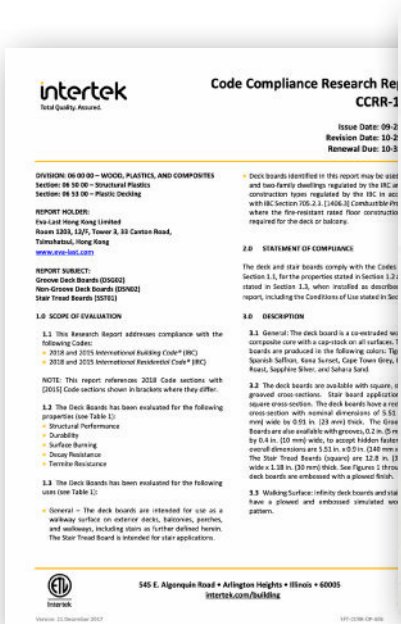 intertek
Total Quality. Assured.
Code Compliance Research Re
CCRR-1
Issue Date: 09-2
Revision Date: 10-2
Renewal Due: 10-3
DIVISION: 06 00 00 – WOOD, PLASTICS, AND COMPOSITES
Section: 06 50 00 – Structural Plastics
Section: 06 53 00 – Plastic Decking
REPORT HOLDER:
Eva-Last Hong Kong Limited
Room 1203, 12/F, Tower 3, 33 Canton Road,
Tsimshatsui, Hong Kong
www.eva-last.com
REPORT SUBJECT:
Groove Deck Boards (DSG02)
Non-Groove Deck Boards (DSN02)
Stair Tread Boards (SST01)
1.0 SCOPE OF EVALUATION
1.1 This Research Report addresses compliance with the
following Codes:
• 2018 and 2015 International Building Code® (IBC)
• 2018 and 2015 International Residential Code® (IRC)
NOTE: This report references 2018 Code sections with
[2015] Code sections shown in brackets where they differ.
1.2 The Deck Boards has been evaluated for the following
properties (see Table 1):
• Structural Performance
• Durability
• Surface Burning
• Decay Resistance
• Termite Resistance
1.3 The Deck Boards has been evaluated for the following
uses (see Table 1):
• General – The deck boards are intended for use as a
walkway surface on exterior decks, balconies, porches,
and walkways, including stairs as further defined herein.
The Stair Tread Board is intended for stair applications.
• Deck boards identified in this report may be used
and two-family dwellings regulated by the IRC an
construction types regulated by the IBC in acc
with IBC Section 705.2.3. [1406.3] Combustible Pro
where the fire-resistant rated floor constructio
required for the deck or balcony.
2.0 STATEMENT OF COMPLIANCE
The deck and stair boards comply with the Codes
Section 1.1, for the properties stated in Section 1.2
stated in Section 1.3, when installed as described
report, including the Conditions of Use stated in Sec
3.0 DESCRIPTION
3.1 General: The deck board is a co-extruded wo
composite core with a cap-stock on all surfaces. T
boards are produced in the following colors: Tig
Spanish Saffron, Kona Sunset, Cape Town Grey, I
Roast, Sapphire Silver, and Sahara Sand.
3.2 The deck boards are available with square, s
grooved cross-sections. Stair board applicatio
square cross-section. The deck boards have a rec
cross-section with nominal dimensions of 5.51
mm) wide by 0.91 in. (23 mm) thick. The Groo
Boards are also available with grooves, 0.2 in. (5 m
by 0.4 in. (10 mm) wide, to accept hidden fasten
overall dimensions are 5.51 in. x 0.9 in. (140 mm x
The Stair Tread Boards (square) are 12.8 in. (3
wide x 1.18 in. (30 mm) thick. See Figures 1 throu
deck boards are embossed with a plowed finish.
3.3 Walking Surface: Infinity deck boards and stai
have a plowed and embossed simulated wo
pattern.
ETL
Intertek
545 E. Algonquin Road • Arlington Heights • Illinois • 60005
intertek.com/building
Version: 21 December 2017